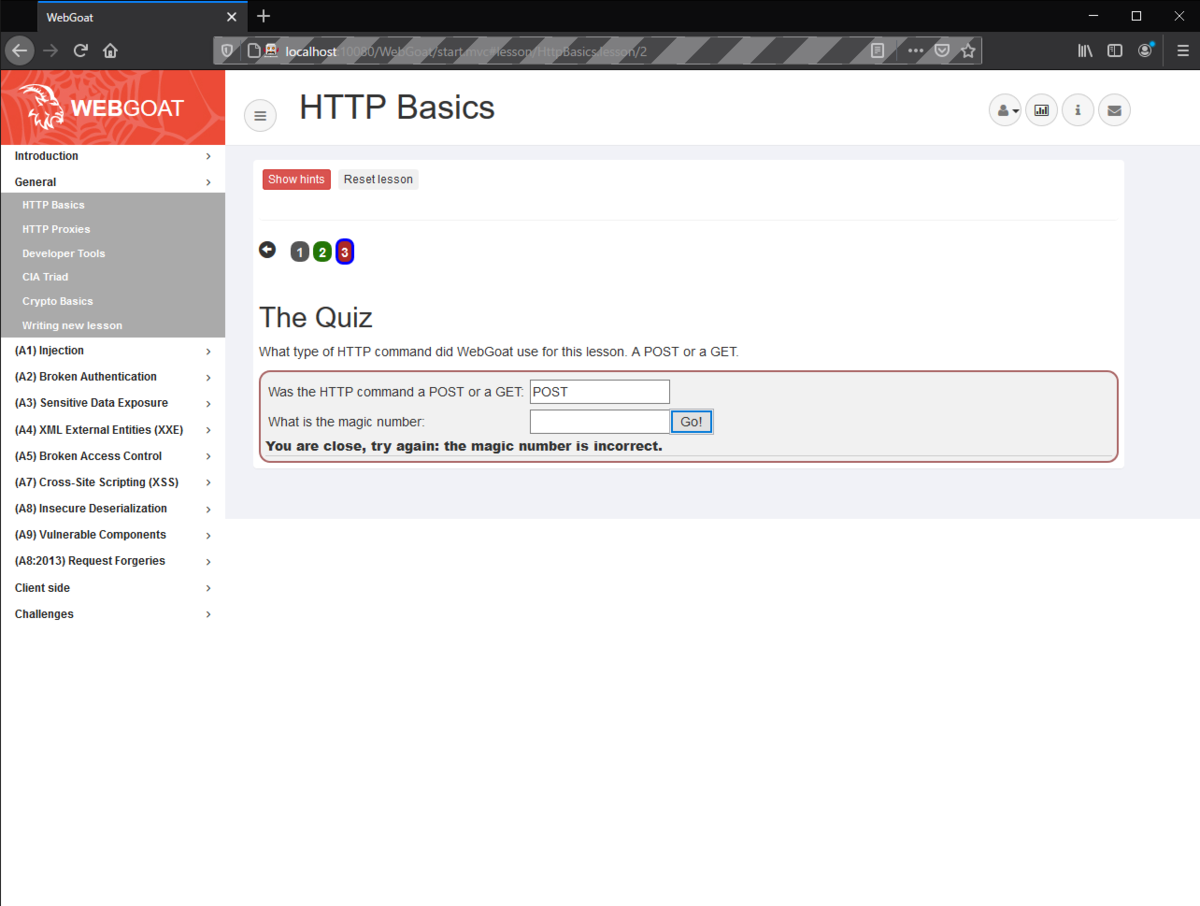 WebGoat
localhost:10080/WebGoat/start.mvc#lesson/HttpBasics.lesson/2
WEBGOAT
HTTP Basics
Introduction
General
HTTP Basics
HTTP Proxies
Developer Tools
CIA Triad
Crypto Basics
Writing new lesson
(A1) Injection
(A2) Broken Authentication
(A3) Sensitive Data Exposure
(A4) XML External Entities (XXE)
(A5) Broken Access Control
(A7) Cross-Site Scripting (XSS)
(A8) Insecure Deserialization
(A9) Vulnerable Components
(A8:2013) Request Forgeries
Client side
Challenges
Show hints Reset lesson
1 2 3
The Quiz
What type of HTTP command did WebGoat use for this lesson. A POST or a GET.
Was the HTTP command a POST or a GET: POST
What is the magic number: Go!
You are close, try again: the magic number is incorrect.